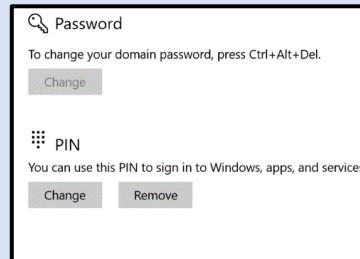 Password
To change your domain password, press Ctrl+Alt+Del.
Change
PIN
You can use this PIN to sign in to Windows, apps, and services
Change Remove